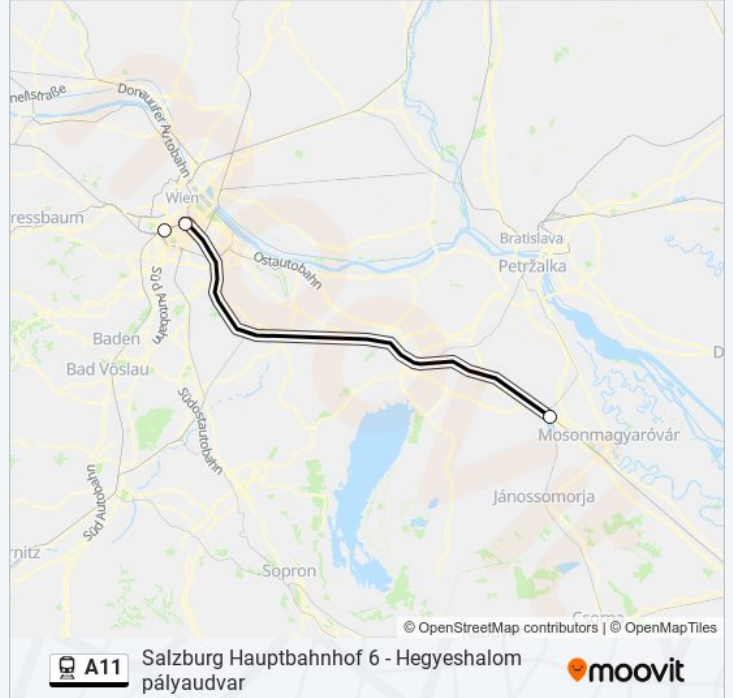 Donauufer Autobahn
Wien
ressbaum
Bratislava
Petržalka
Ostautobahn
Süd Autobahn
Baden
Bad Vöslau
D
Südostautobahn
Mosonmagyaróvár
Süd Autobahn
Jánossomorja
rnitz
Sopron
Csorna
© OpenStreetMap contributors | © OpenMapTiles
A11
Salzburg Hauptbahnhof 6 - Hegyeshalom
pályaudvar
moovit